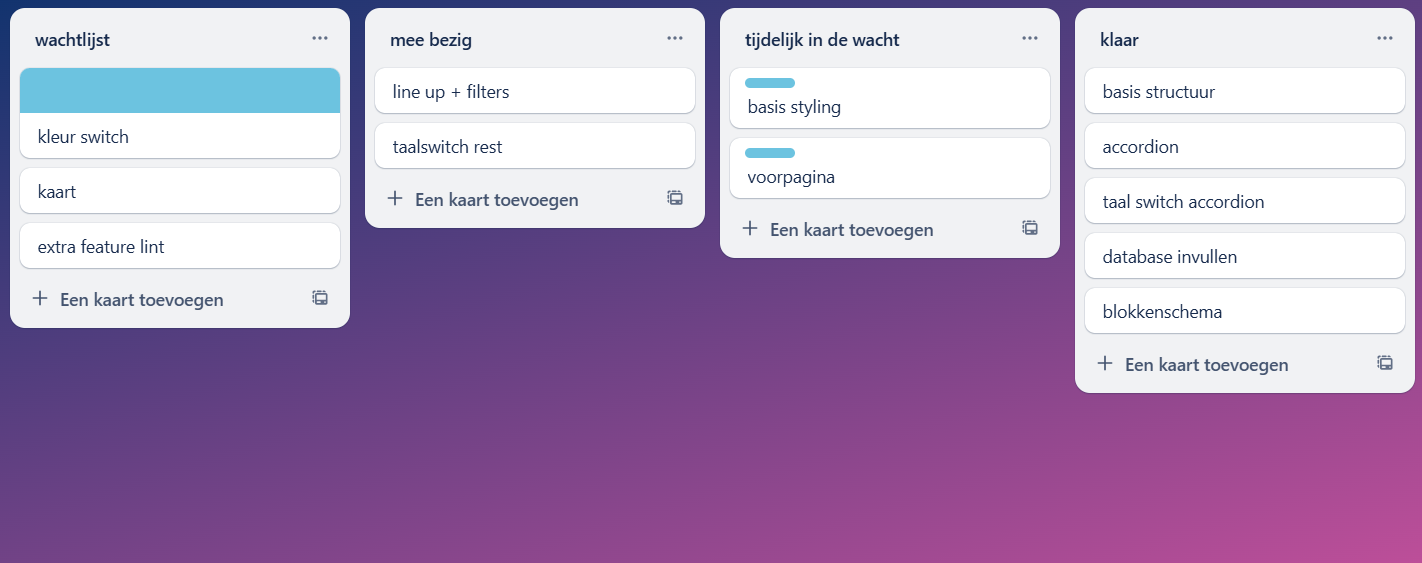 wachtlijst
kleur switch
kaart
extra feature lint
Een kaart toevoegen
mee bezig
line up + filters
taalswitch rest
Een kaart toevoegen
tijdelijk in de wacht
basis styling
voorpagina
Een kaart toevoegen
klaar
basis structuur
accordion
taal switch accordion
database invullen
blokkenschema
Een kaart toevoegen